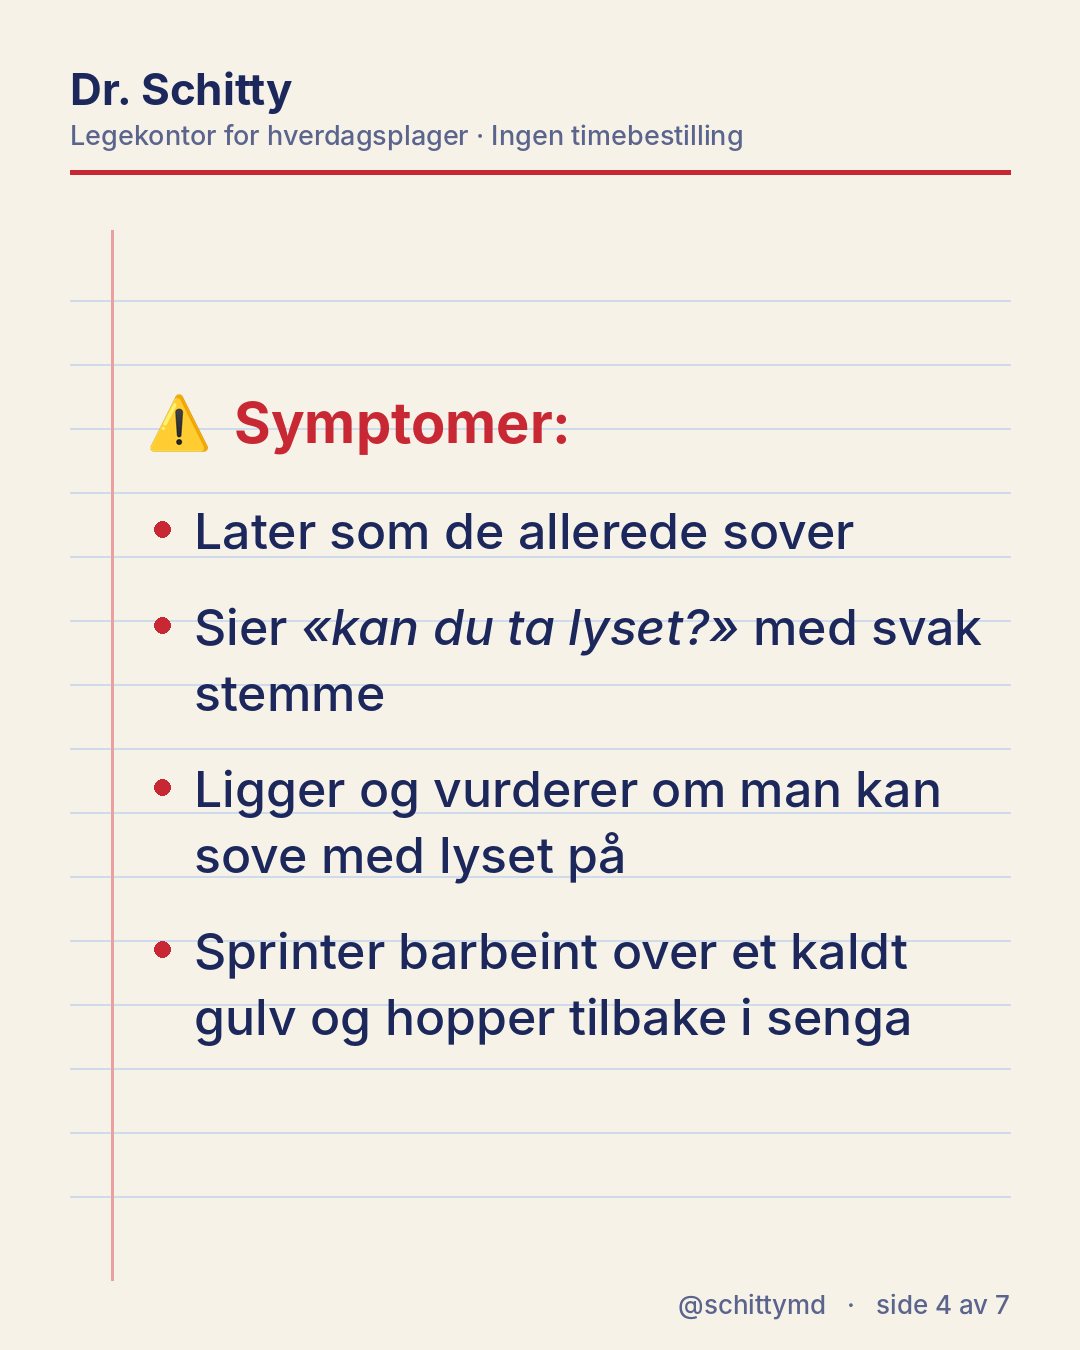 Dr. Schitty
Legekontor for hverdagsplager · Ingen timebestilling
⚠️ Symptomer:
• Later som de allerede sover
• Sier «kan du ta lyset?» med svak
stemme
• Ligger og vurderer om man kan
sove med lyset på
• Sprinter barbeint over et kaldt
gulv og hopper tilbake i senga
@schittymd · side 4 av 7